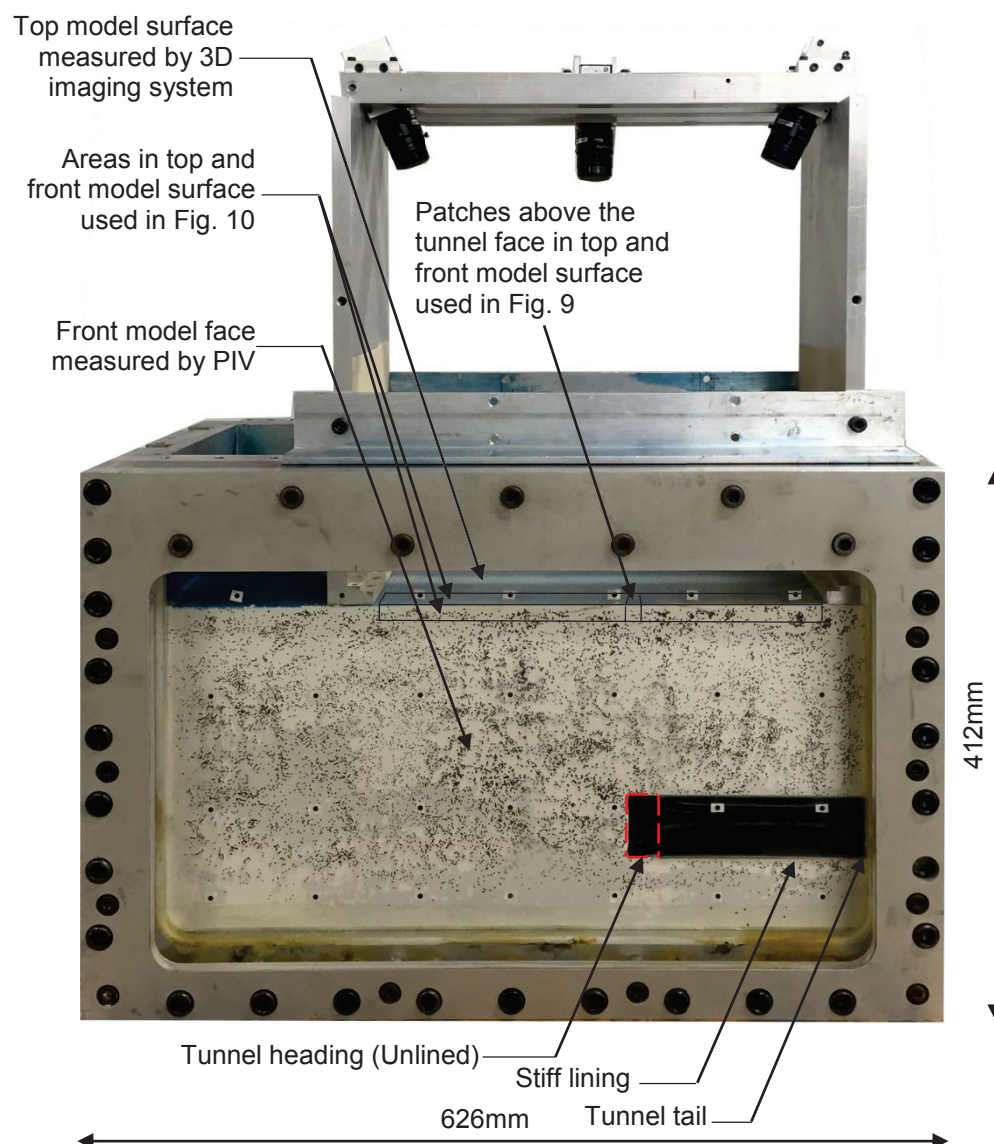 Top model surface
measured by 3D
imaging system
Areas in top and
front model surface
used in Fig. 10
Patches above the
tunnel face in top and
front model surface
used in Fig. 9
Front model face
measured by PIV
412mm
Tunnel heading (Unlined)
Stiff lining
Tunnel tail
626mm